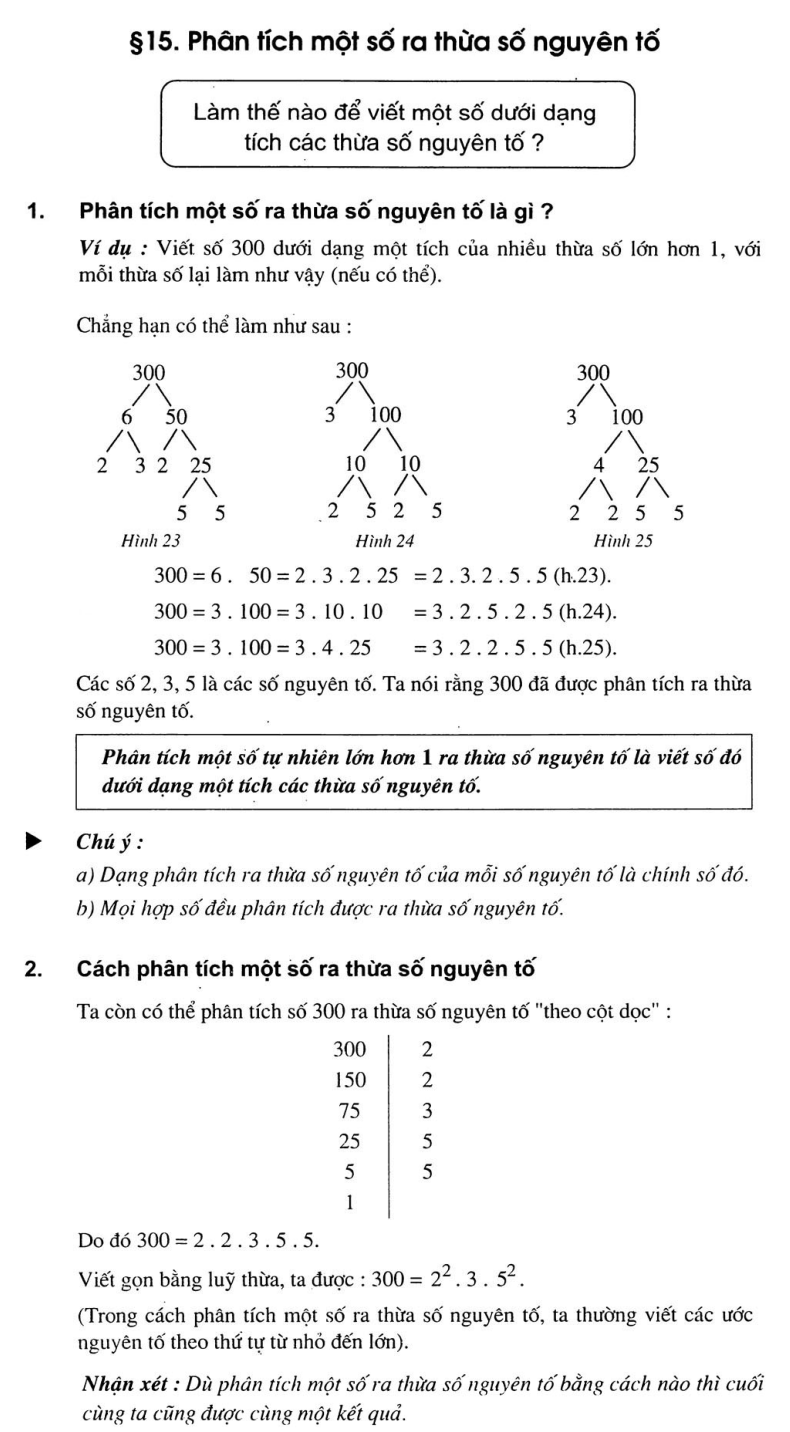 §15. Phân tích một số ra thừa số nguyên tố
Làm thế nào để viết một số dưới dạng
tích các thừa số nguyên tố ?
1. Phân tích một số ra thừa số nguyên tố là gì ?
Ví dụ : Viết số 300 dưới dạng một tích của nhiều thừa số lớn hơn 1, với
mỗi thừa số lại làm như vậy (nếu có thể).
Chẳng hạn có thể làm như sau :
300 300 300
6 50 3 100 3 100
2 3 2 25 10 10 4 25
5 5 2 5 2 5 2 2 5 5
Hình 23 Hình 24 Hình 25
300 = 6 . 50 = 2 . 3 . 2 . 25 = 2 . 3. 2 . 5 . 5 (h.23).
300 = 3 . 100 = 3 . 10 . 10 = 3 . 2 . 5 . 2 . 5 (h.24).
300 = 3 . 100 = 3 . 4 . 25 = 3 . 2 . 2 . 5 . 5 (h.25).
Các số 2, 3, 5 là các số nguyên tố. Ta nói rằng 300 đã được phân tích ra thừa
số nguyên tố.
Phân tích một số tự nhiên lớn hơn 1 ra thừa số nguyên tố là viết số đó
dưới dạng một tích các thừa số nguyên tố.
Chú ý :
a) Dạng phân tích ra thừa số nguyên tố của mỗi số nguyên tố là chính số đó.
b) Mọi hợp số đều phân tích được ra thừa số nguyên tố.
2. Cách phân tích một số ra thừa số nguyên tố
Ta còn có thể phân tích số 300 ra thừa số nguyên tố "theo cột dọc" :
300 2
150 2
75 3
25 5
5 5
1
Do đó 300 = 2 . 2 . 3 . 5 . 5.
Viết gọn bằng luỹ thừa, ta được : 300 = 2² . 3 . 5².
(Trong cách phân tích một số ra thừa số nguyên tố, ta thường viết các ước
nguyên tố theo thứ tự từ nhỏ đến lớn).
Nhận xét : Dù phân tích một số ra thừa số nguyên tố bằng cách nào thì cuối
cùng ta cũng được cùng một kết quả.